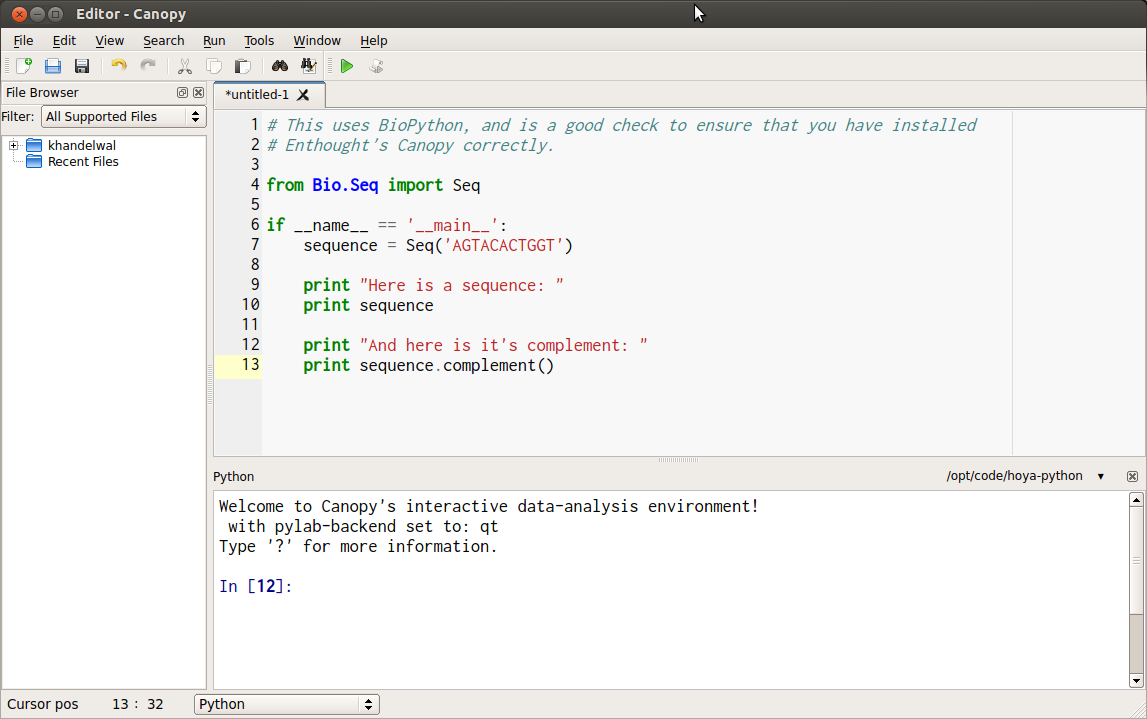 Editor - Canopy
File Edit View Search Run Tools Window Help
File Browser
Filter: All Supported Files
khandelwal
Recent Files
*untitled-1
1 # This uses BioPython, and is a good check to ensure that you have installed
2 # Enthought's Canopy correctly.
3
4 from Bio.Seq import Seq
5
6 if __name__ == '__main__':
7     sequence = Seq('AGTACACTGGT')
8
9     print "Here is a sequence: "
10     print sequence
11
12     print "And here is it's complement: "
13     print sequence.complement()
Python /opt/code/hoya-python
Welcome to Canopy's interactive data-analysis environment!
 with pylab-backend set to: qt
Type '?' for more information.
In [12]:
Cursor pos 13 : 32 Python